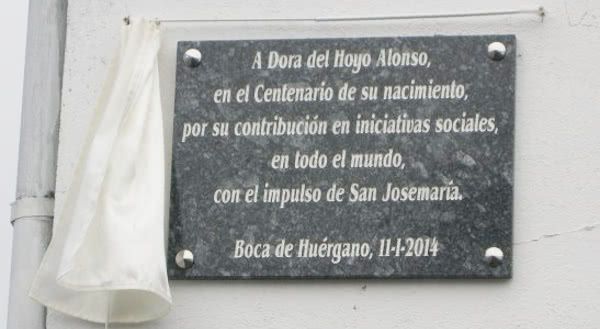 A Dora del Hoyo Alonso,
en el Centenario de su nacimiento,
por su contribución en iniciativas sociales,
en todo el mundo,
con el impulso de San Josemaría.
Boca de Huérgano, 11-I-2014